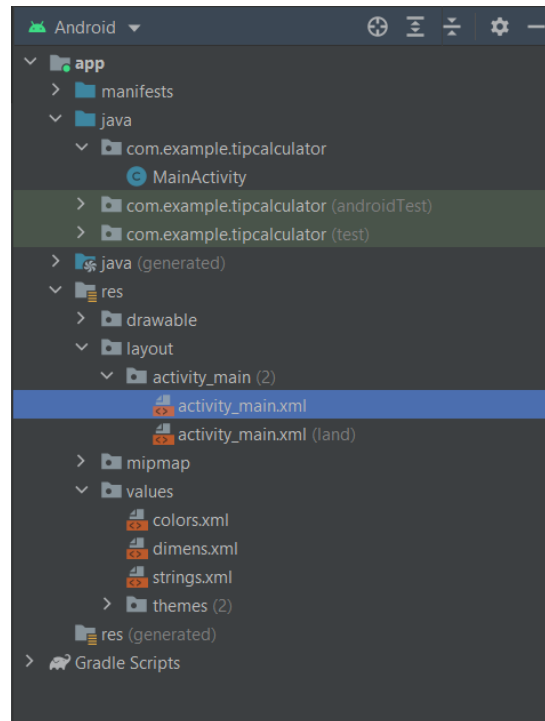 Android
app
manifests
java
com.example.tipcalculator
MainActivity
com.example.tipcalculator (androidTest)
com.example.tipcalculator (test)
java (generated)
res
drawable
layout
activity_main (2)
activity_main.xml
activity_main.xml (land)
mipmap
values
colors.xml
dimens.xml
strings.xml
themes (2)
res (generated)
Gradle Scripts